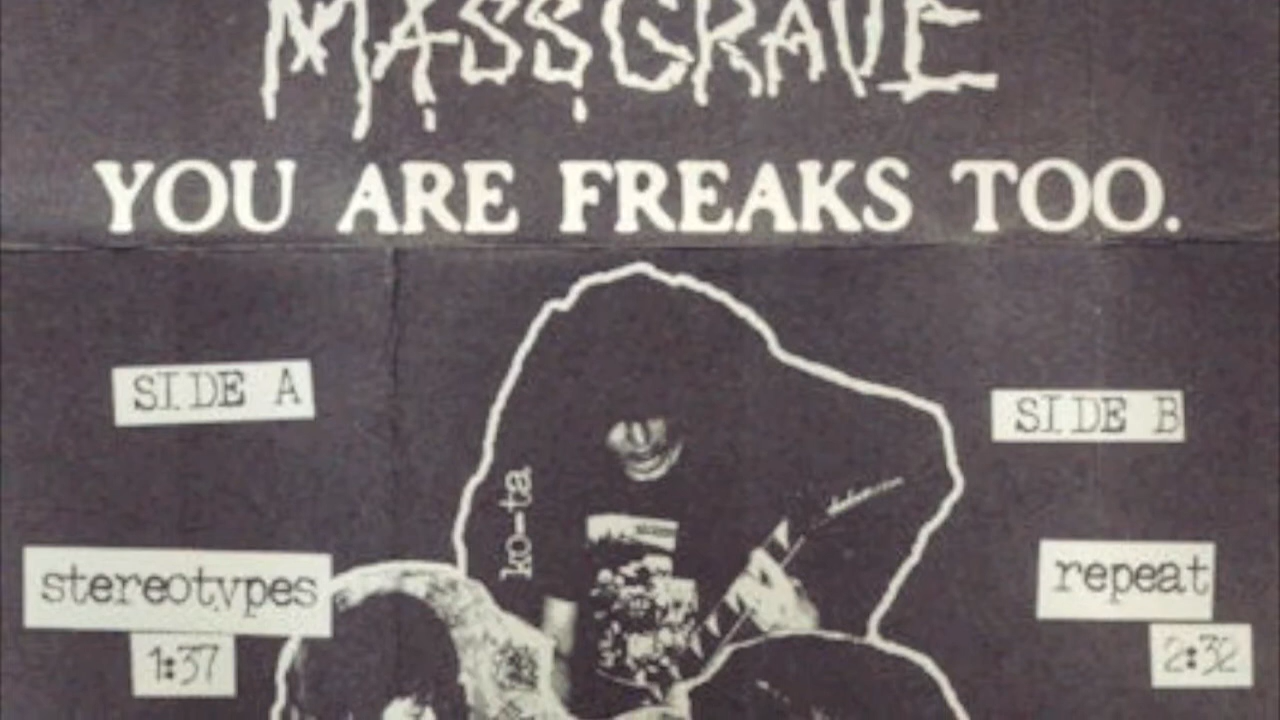 MASSGRAVE
YOU ARE FREAKS TOO.
SIDE A
SIDE B
ko-ta
stereotypes
repeat
1:37
2:32